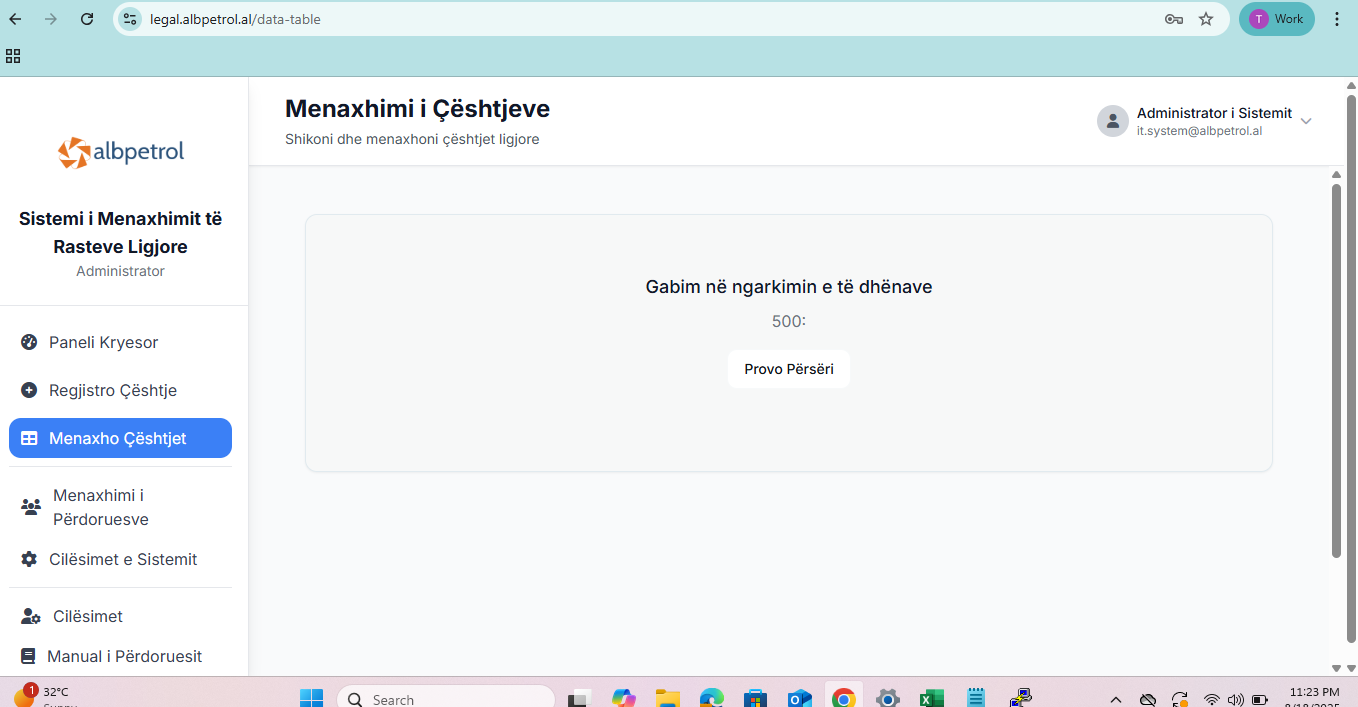 legal.albpetrol.al/data-table
T
Work
albpetrol
Sistemi i Menaxhimit të
Rasteve Ligjore
Administrator
Paneli Kryesor
Regjistro Çështje
Menaxho Çështjet
Menaxhimi i
Përdoruesve
Cilësimet e Sistemit
Cilësimet
Manual i Përdoruesit
Menaxhimi i Çështjeve
Shikoni dhe menaxhoni çështjet ligjore
Administrator i Sistemit
it.system@albpetrol.al
Gabim në ngarkimin e të dhënave
500:
Provo Përsëri
1
32°C
Sunny
Search
11:23 PM
8/18/2025